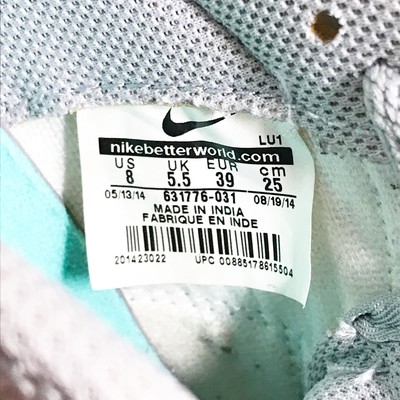 LU1
nikebetterworld.com
US UK EUR cm
8 5.5 39 25
05/13/14 631776-031 08/19/14
MADE IN INDIA
FABRIQUE EN INDE
201423022 UPC 00885178615504